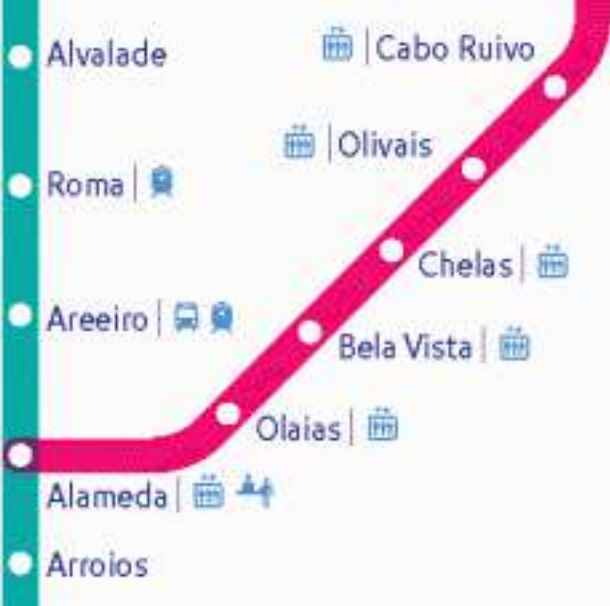 Alvalade
Cabo Ruivo
Olivais
Roma
Chelas
Areeiro
Bela Vista
Olaias
Alameda
Arroios